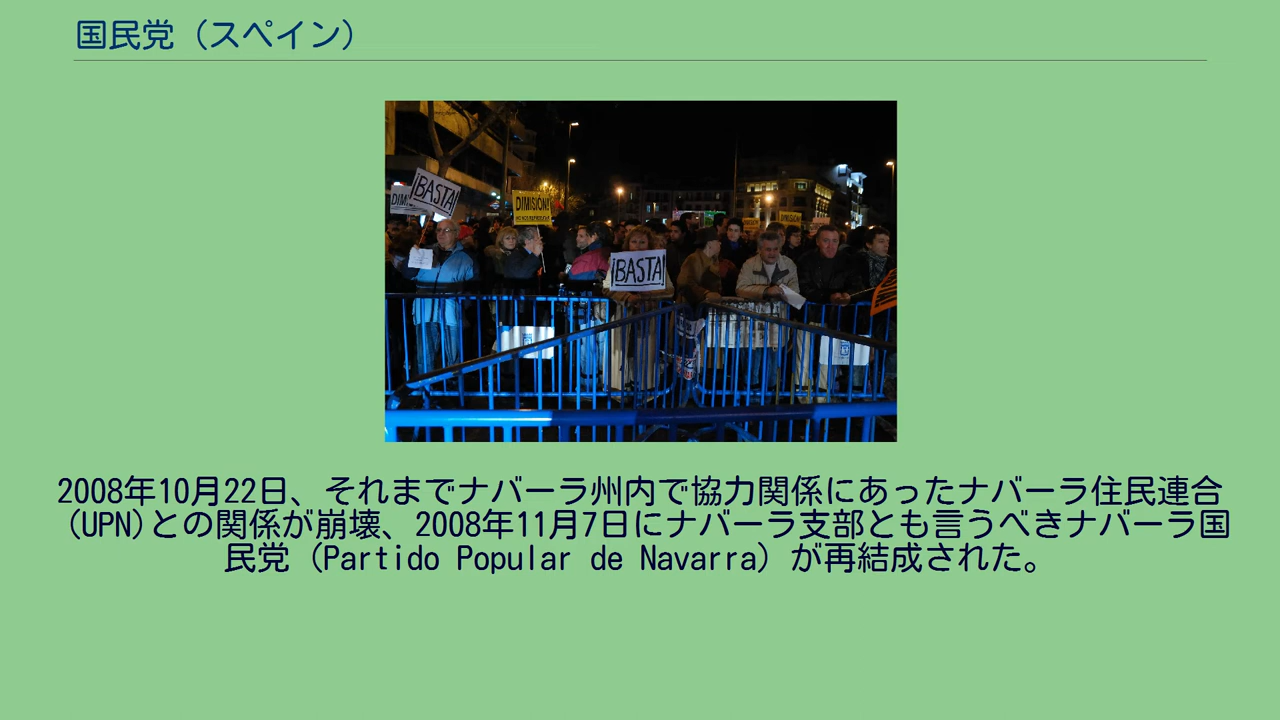 国民党（スペイン）
¡BASTA!
DIMISIÓN!
¡BASTA!
2008年10月22日、それまでナバーラ州内で協力関係にあったナバーラ住民連合
(UPN)との関係が崩壊、2008年11月7日にナバーラ支部とも言うべきナバーラ国
民党（Partido Popular de Navarra）が再結成された。